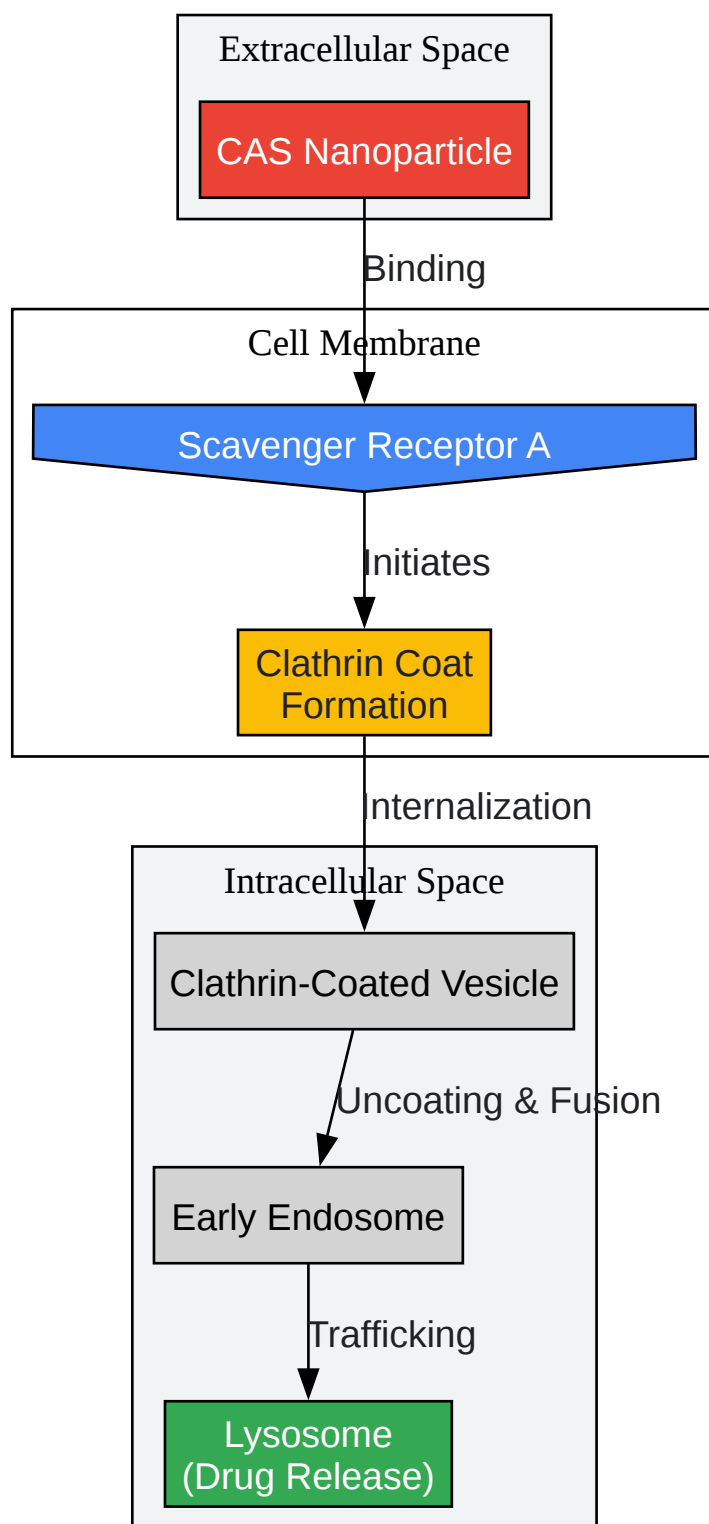 Extracellular Space
CAS Nanoparticle
Binding
Cell Membrane
Scavenger Receptor A
Initiates
Clathrin Coat
Formation
Internalization
Intracellular Space
Clathrin-Coated Vesicle
Uncoating & Fusion
Early Endosome
Trafficking
Lysosome
(Drug Release)